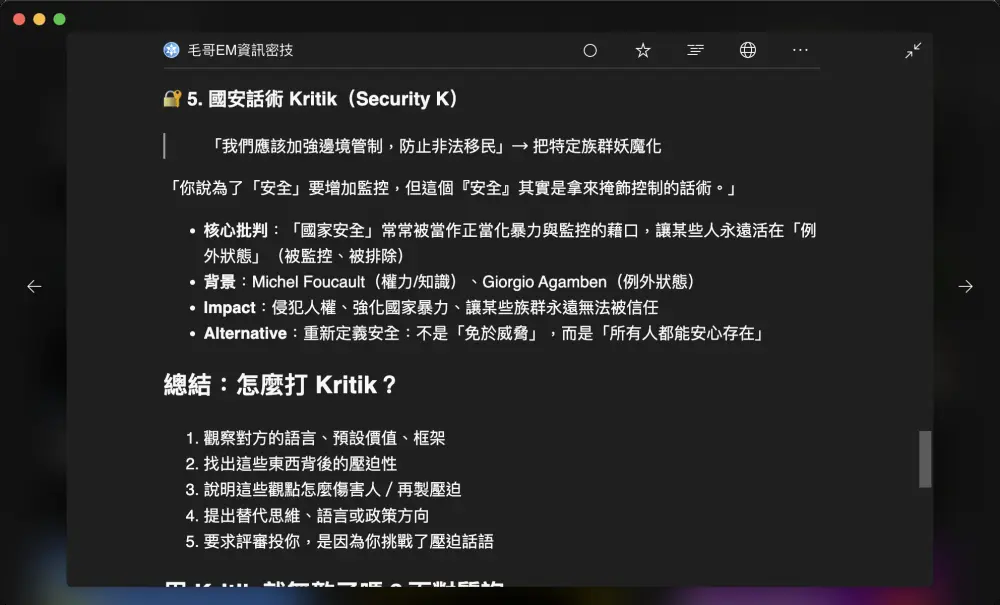 毛哥EM資訊密技
🔐 5. 國安話術 Kritik（Security K）
「我們應該加強邊境管制，防止非法移民」→ 把特定族群妖魔化
「你說為了「安全」要增加監控，但這個『安全』其實是拿來掩飾控制的話術。」
• 核心批判：「國家安全」常常被當作正當化暴力與監控的藉口，讓某些人永遠活在「例
外狀態」（被監控、被排除）
• 背景：Michel Foucault（權力/知識）、Giorgio Agamben（例外狀態）
• Impact：侵犯人權、強化國家暴力、讓某些族群永遠無法被信任
• Alternative：重新定義安全：不是「免於威脅」，而是「所有人都能安心存在」
總結：怎麼打 Kritik？
1. 觀察對方的語言、預設價值、框架
2. 找出這些東西背後的壓迫性
3. 說明這些觀點怎麼傷害人 / 再製壓迫
4. 提出替代思維、語言或政策方向
5. 要求評審投你，是因為你挑戰了壓迫話語